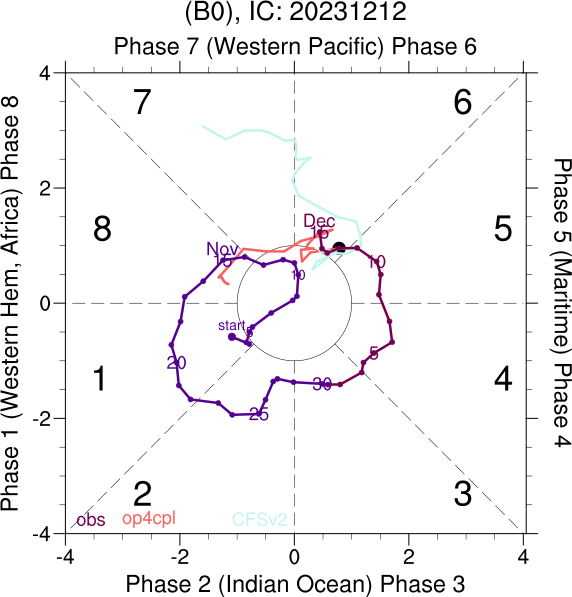 (B0), IC: 20231212
Phase 7 (Western Pacific) Phase 6
Phase 1 (Western Hem, Africa) Phase 8
Phase 5 (Maritime) Phase 4
4
7
6
Dec
15
8
Nov
15
5
10
10
2
0
start
5
5
20
1
4
30
25
-2
2
3
obs
op4cpl
CFSv2
-4
-4
-2
0
2
4
Phase 2 (Indian Ocean) Phase 3